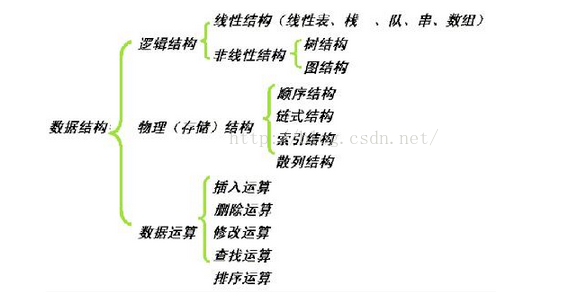 线性结构（线性表、栈 、队、串、数组）
逻辑结构
非线性结构
树结构
图结构
顺序结构
链式结构
数据结构
物理（存储）结构
索引结构
散列结构
插入运算
删除运算
数据运算
修改运算
查找运算
排序运算